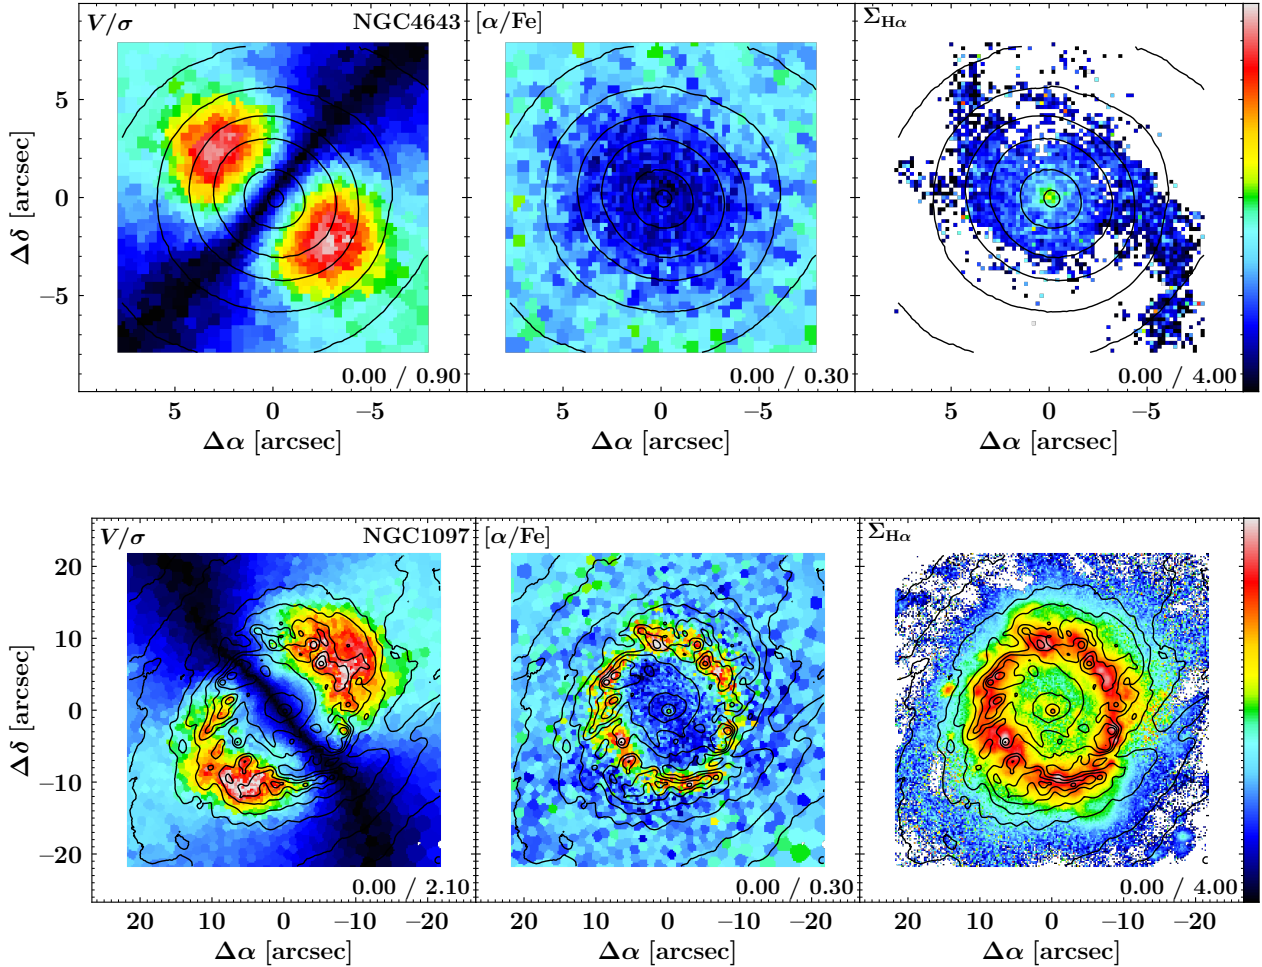 V/σ NGC4643 [α/Fe] Σ_Hα
5
0
−5
Δδ [arcsec]
0.00 / 0.90 0.00 / 0.30 0.00 / 4.00
5 0 −5 5 0 −5 5 0 −5
Δα [arcsec] Δα [arcsec] Δα [arcsec]
V/σ NGC1097 [α/Fe] Σ_Hα
20
10
0
−10
−20
Δδ [arcsec]
0.00 / 2.10 0.00 / 0.30 0.00 / 4.00
20 10 0 −10 −20 20 10 0 −10 −20 20 10 0 −10 −20
Δα [arcsec] Δα [arcsec] Δα [arcsec]